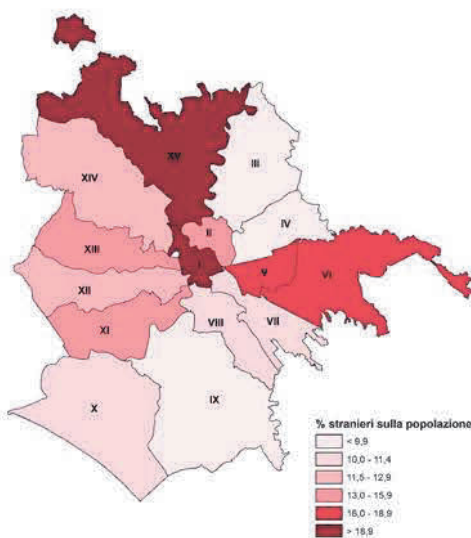 XV
III
XIV
II
IV
XIII
I
V
VI
XII
VIII
VII
XI
X
IX
% stranieri sulla popolazione
< 9,9
10,0 - 11,4
11,5 - 12,9
13,0 - 15,9
16,0 - 18,9
> 18,9